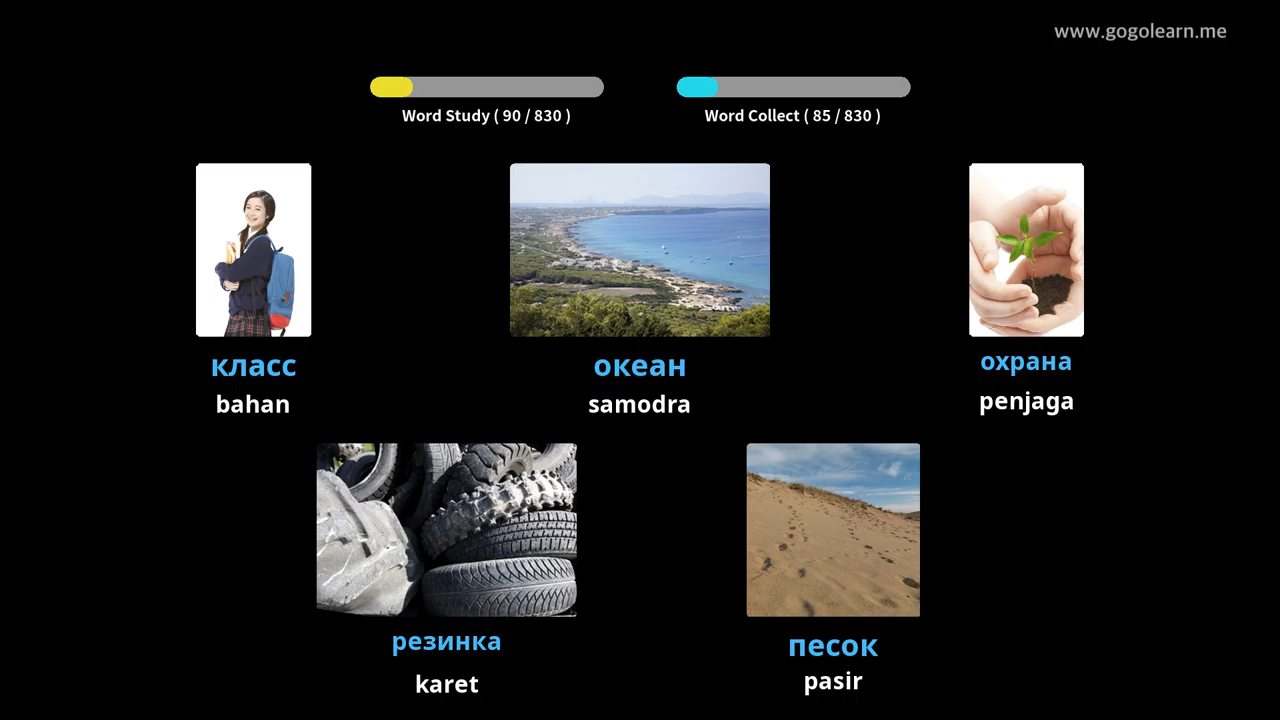 www.gogolearn.me
Word Study ( 90 / 830 )
Word Collect ( 85 / 830 )
класс
bahan
океан
samodra
охрана
penjaga
резинка
karet
песок
pasir